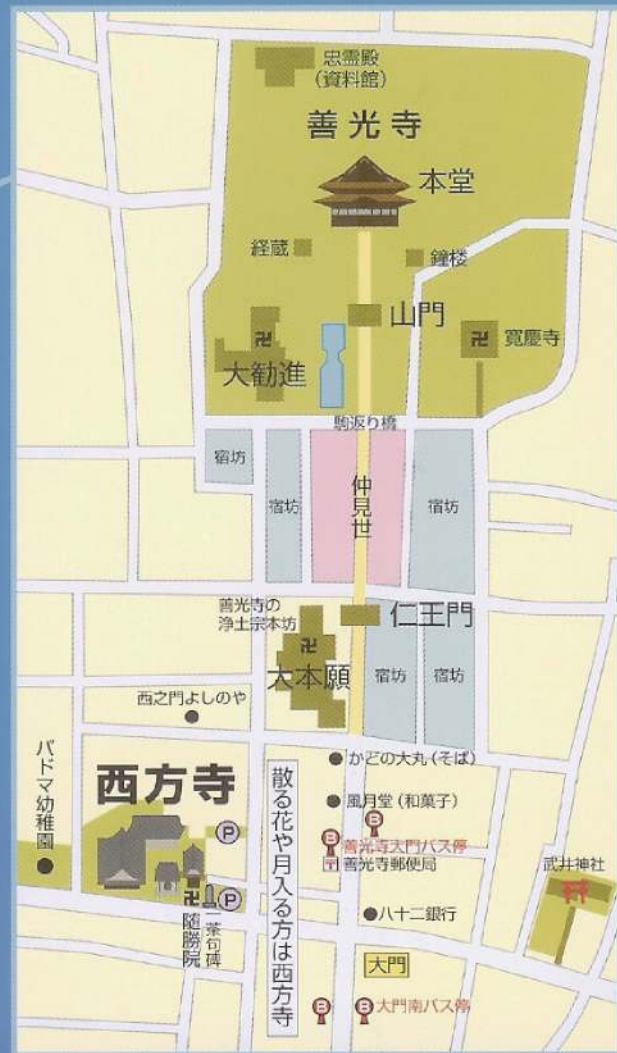 忠霊殿
(資料館)
善光寺
本堂
経蔵
鐘楼
山門
卍
寛慶寺
卍
大勧進
駒返り橋
宿坊
宿坊
仲見世
宿坊
善光寺の
浄土宗本坊
仁王門
卍
大本願
宿坊
宿坊
西之門よしのや
かどの大丸(そば)
風月堂(和菓子)
B
B
善光寺大門バス停
〒善光寺郵便局
パドマ幼稚園
西方寺
P
P
卍
随勝院
一茶句碑
散る花や月入る方は西方寺
武井神社
八十二銀行
大門
B
B
大門南バス停